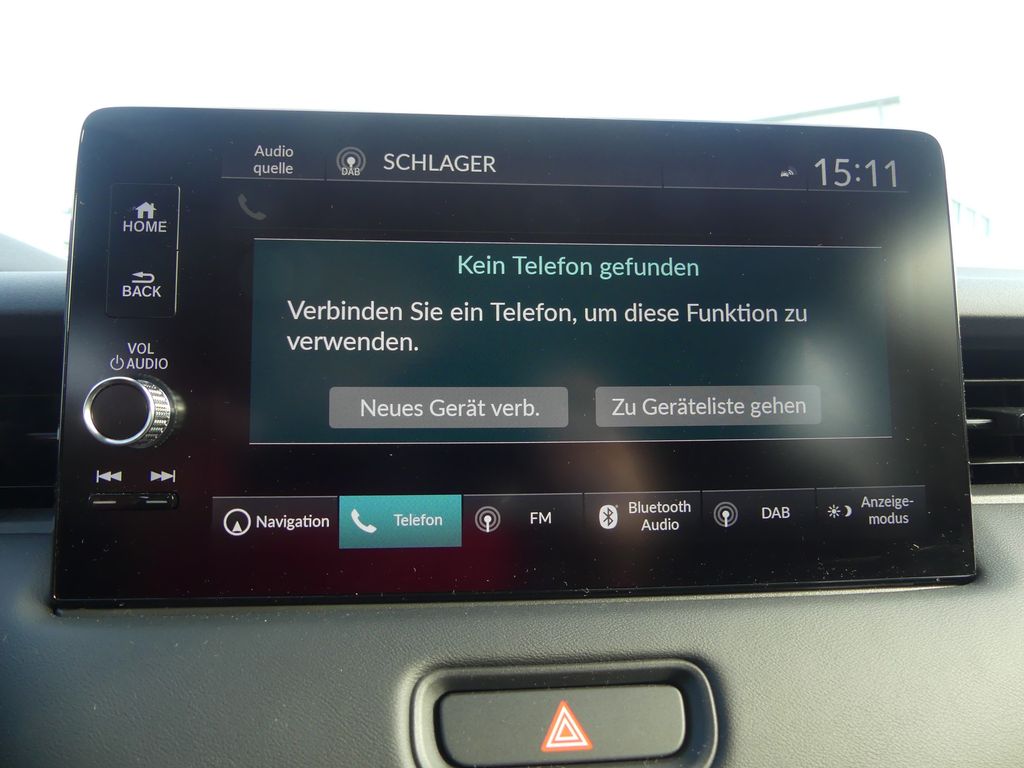 Audio
quelle
DAB
SCHLAGER
15:11
HOME
BACK
VOL
AUDIO
Kein Telefon gefunden
Verbinden Sie ein Telefon, um diese Funktion zu
verwenden.
Neues Gerät verb.
Zu Geräteliste gehen
Navigation
Telefon
FM
Bluetooth
Audio
DAB
Anzeige-
modus